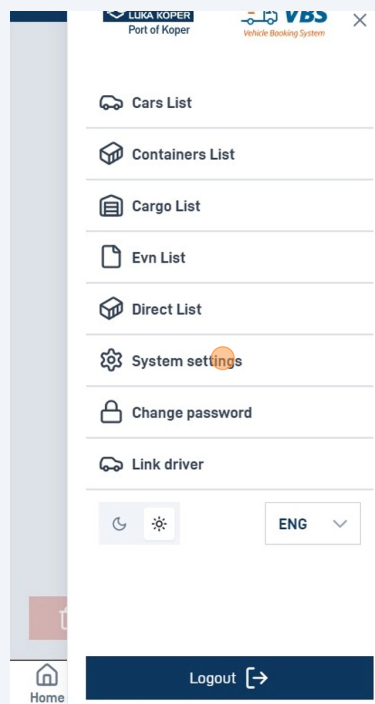 LUKA KOPER
Port of Koper
VBS
Vehicle Booking System
Cars List
Containers List
Cargo List
Evn List
Direct List
System settings
Change password
Link driver
ENG
Logout
Home